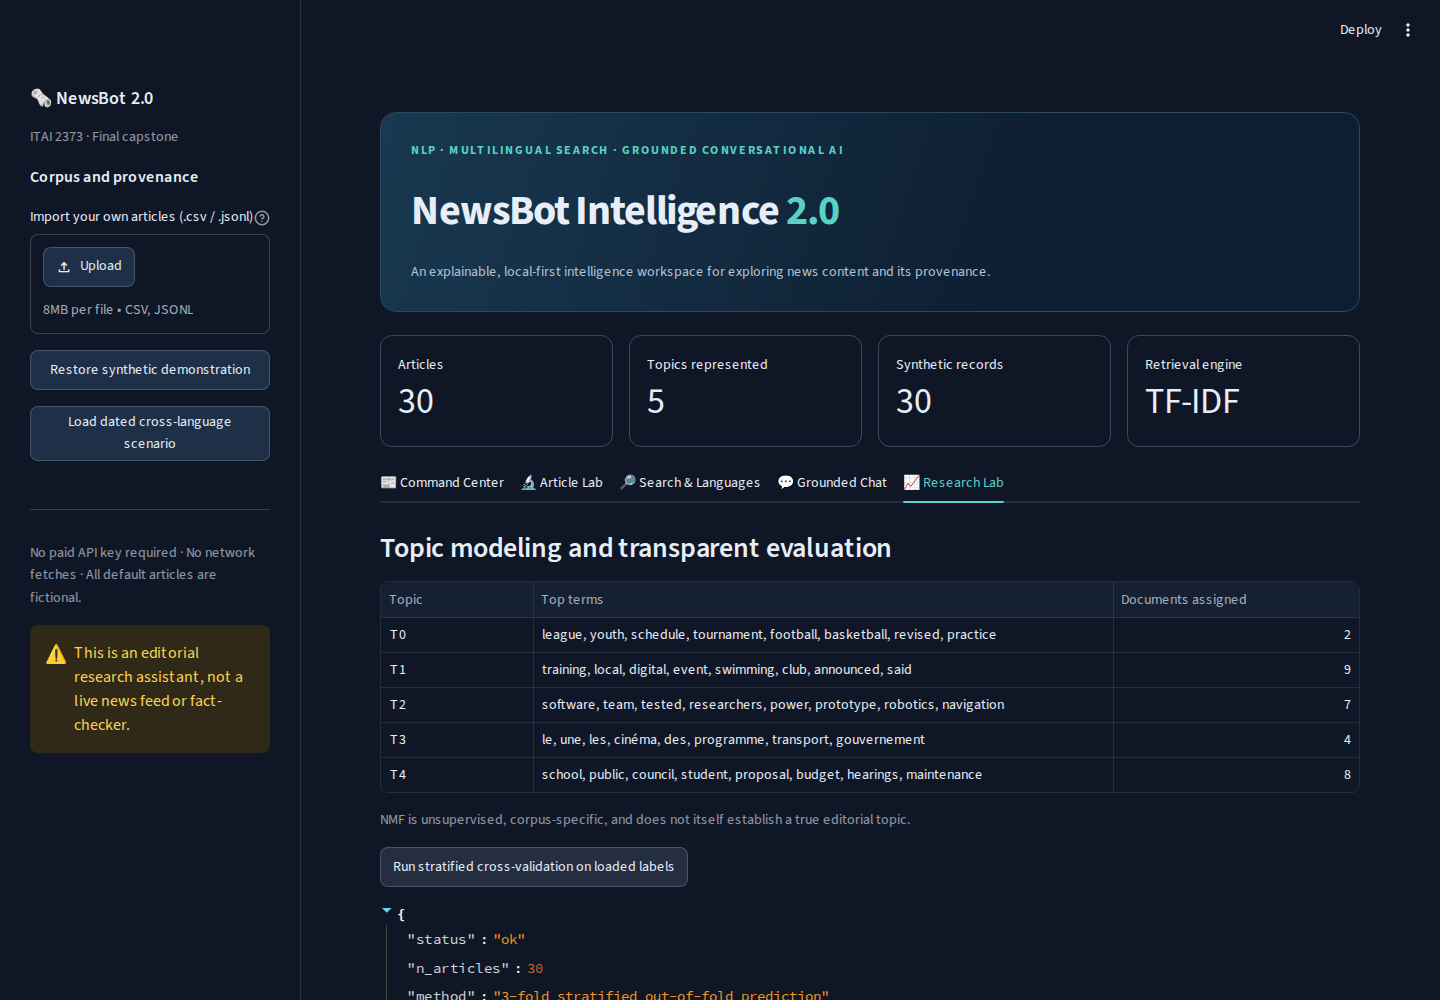 Deploy
🗞️ NewsBot 2.0
ITAI 2373 · Final capstone
Corpus and provenance
Import your own articles (.csv / .jsonl)
Upload
8MB per file • CSV, JSONL
Restore synthetic demonstration
Load dated cross-language
scenario
No paid API key required · No network
fetches · All default articles are
fictional.
⚠️ This is an editorial
research assistant, not a
live news feed or fact-
checker.
NLP · MULTILINGUAL SEARCH · GROUNDED CONVERSATIONAL AI
NewsBot Intelligence 2.0
An explainable, local-first intelligence workspace for exploring news content and its provenance.
Articles
30
Topics represented
5
Synthetic records
30
Retrieval engine
TF-IDF
📰 Command Center 🔬 Article Lab 🔎 Search & Languages 💬 Grounded Chat 📈 Research Lab
Topic modeling and transparent evaluation
Topic Top terms Documents assigned
T0 league, youth, schedule, tournament, football, basketball, revised, practice 2
T1 training, local, digital, event, swimming, club, announced, said 9
T2 software, team, tested, researchers, power, prototype, robotics, navigation 7
T3 le, une, les, cinéma, des, programme, transport, gouvernement 4
T4 school, public, council, student, proposal, budget, hearings, maintenance 8
NMF is unsupervised, corpus-specific, and does not itself establish a true editorial topic.
Run stratified cross-validation on loaded labels
{
"status" : "ok"
"n_articles" : 30
"method" : "3-fold stratified out-of-fold prediction"